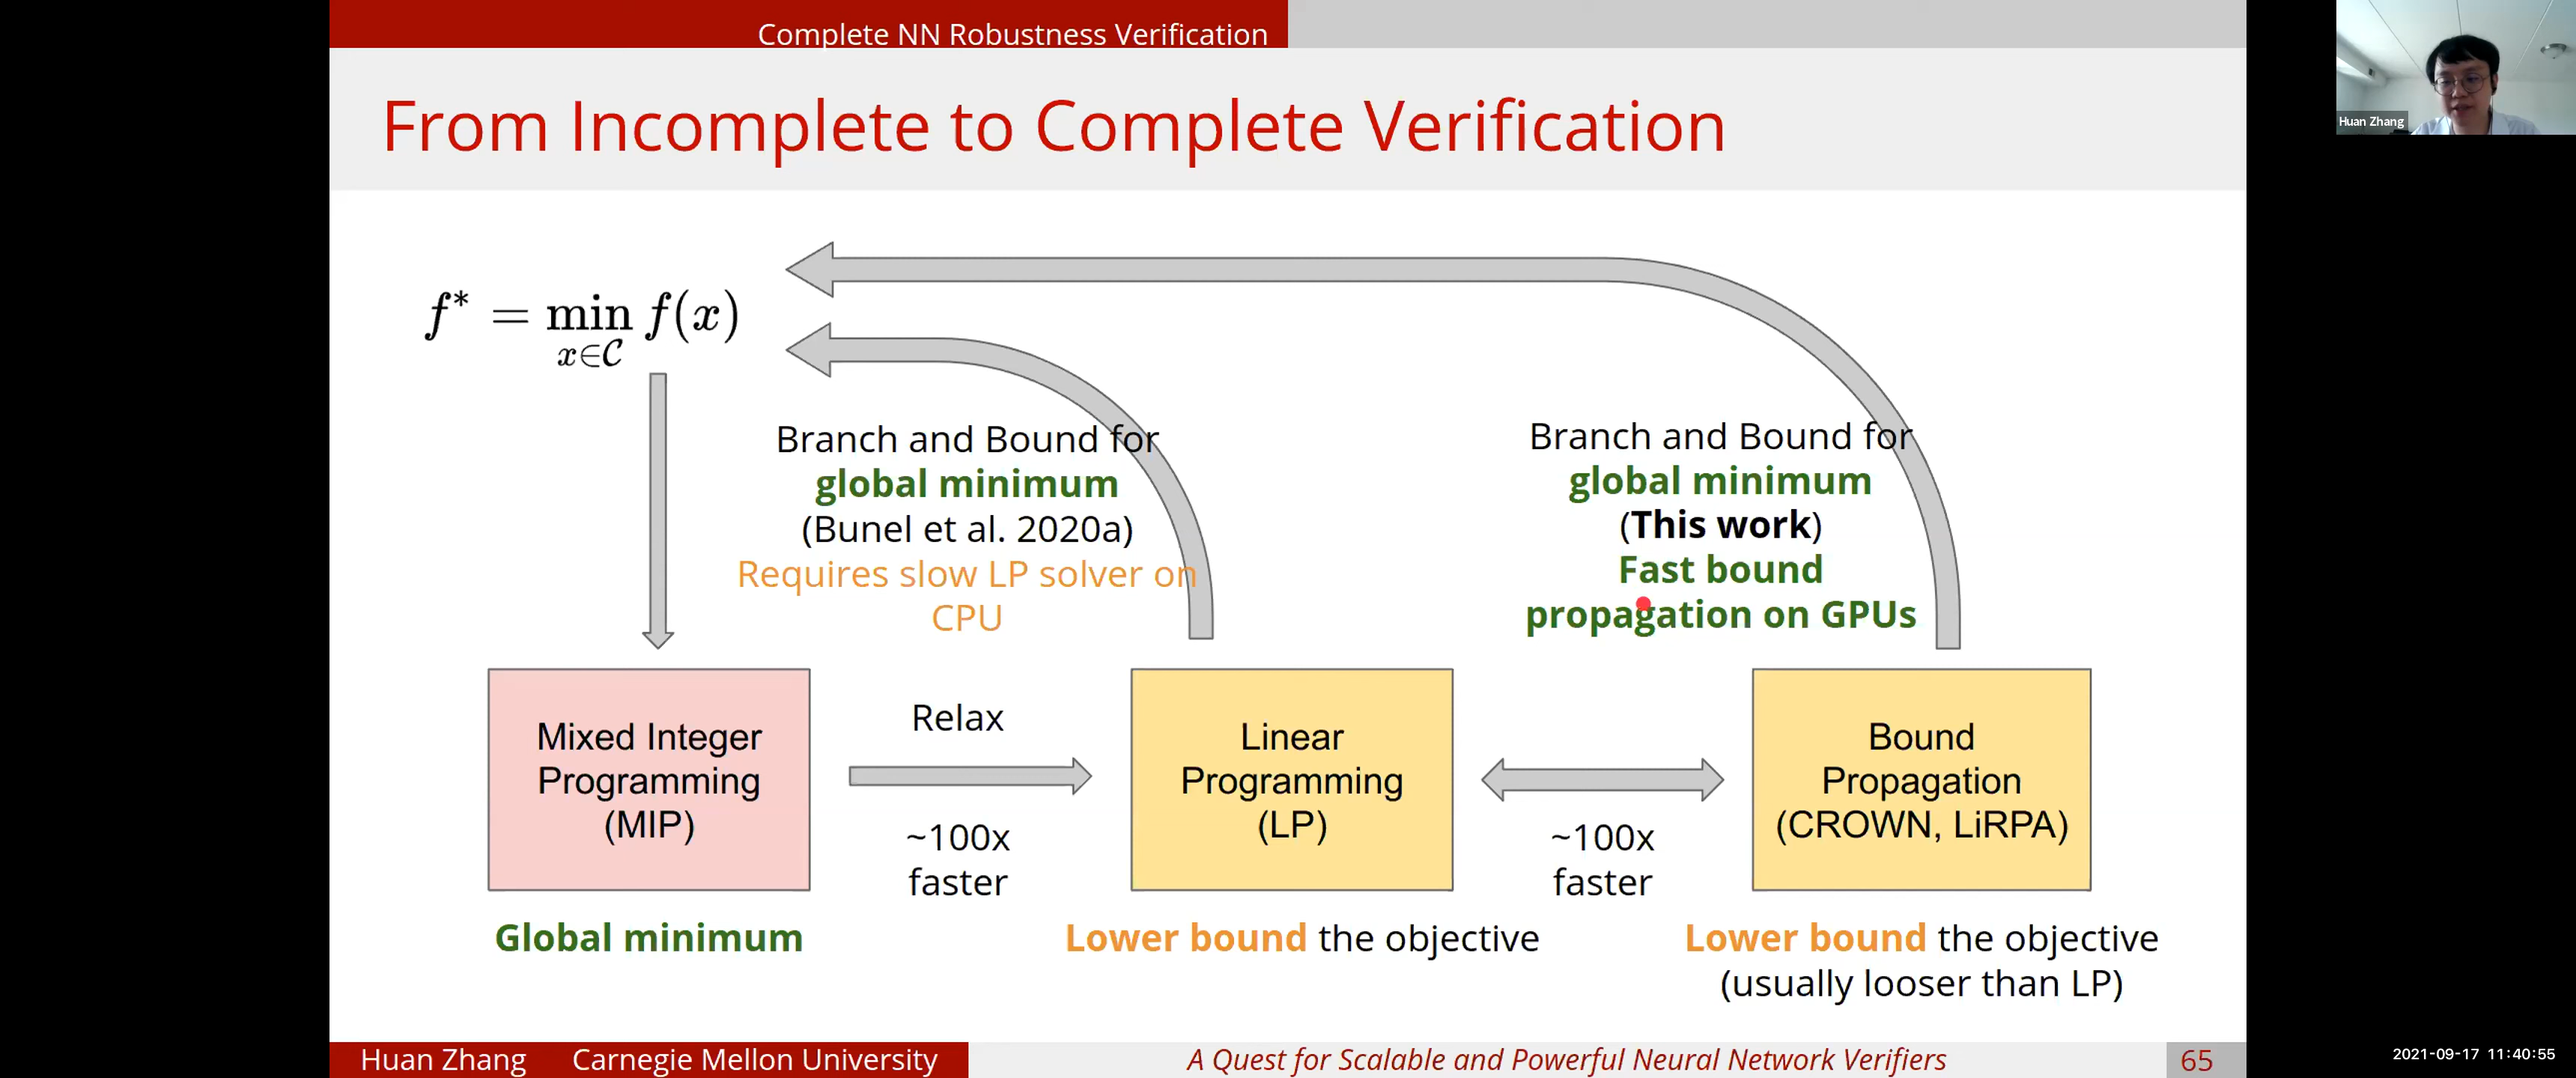 Complete NN Robustness Verification
Huan Zhang
From Incomplete to Complete Verification
f* = min f(x)
x∈C
Branch and Bound for
global minimum
(Bunel et al. 2020a)
Requires slow LP solver on
CPU
Branch and Bound for
global minimum
(This work)
Fast bound
propagation on GPUs
Mixed Integer
Programming
(MIP)
Relax
~100x
faster
Linear
Programming
(LP)
~100x
faster
Bound
Propagation
(CROWN, LiRPA)
Global minimum
Lower bound the objective
Lower bound the objective
(usually looser than LP)
Huan Zhang Carnegie Mellon University
A Quest for Scalable and Powerful Neural Network Verifiers
65
2021-09-17 11:40:55